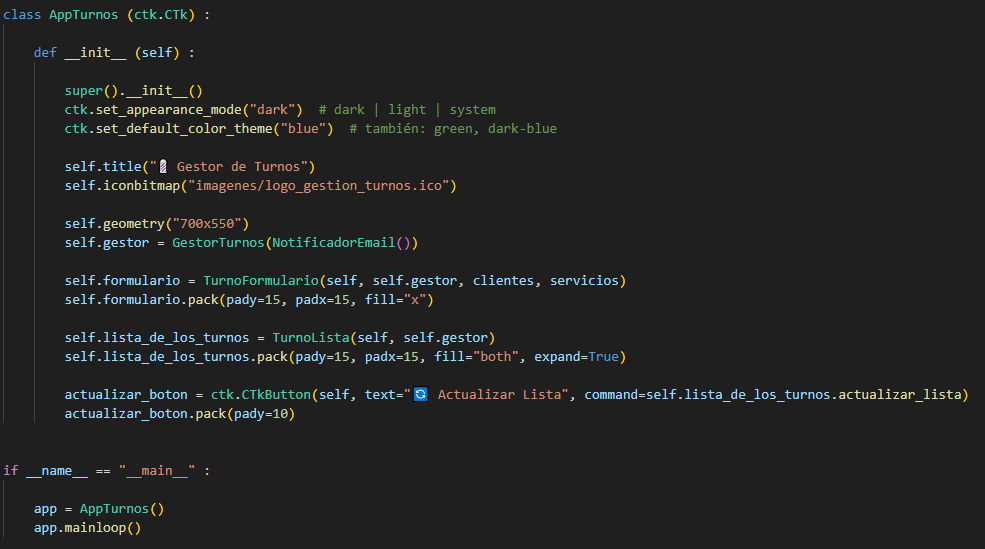 class AppTurnos (ctk.CTk) :
def __init__ (self) :
super().__init__()
ctk.set_appearance_mode("dark")  # dark | light | system
ctk.set_default_color_theme("blue")  # también: green, dark-blue
self.title("💈 Gestor de Turnos")
self.iconbitmap("imagenes/logo_gestion_turnos.ico")
self.geometry("700x550")
self.gestor = GestorTurnos(NotificadorEmail())
self.formulario = TurnoFormulario(self, self.gestor, clientes, servicios)
self.formulario.pack(pady=15, padx=15, fill="x")
self.lista_de_los_turnos = TurnoLista(self, self.gestor)
self.lista_de_los_turnos.pack(pady=15, padx=15, fill="both", expand=True)
actualizar_boton = ctk.CTkButton(self, text="🔄 Actualizar Lista", command=self.lista_de_los_turnos.actualizar_lista)
actualizar_boton.pack(pady=10)
if __name__ == "__main__" :
app = AppTurnos()
app.mainloop()